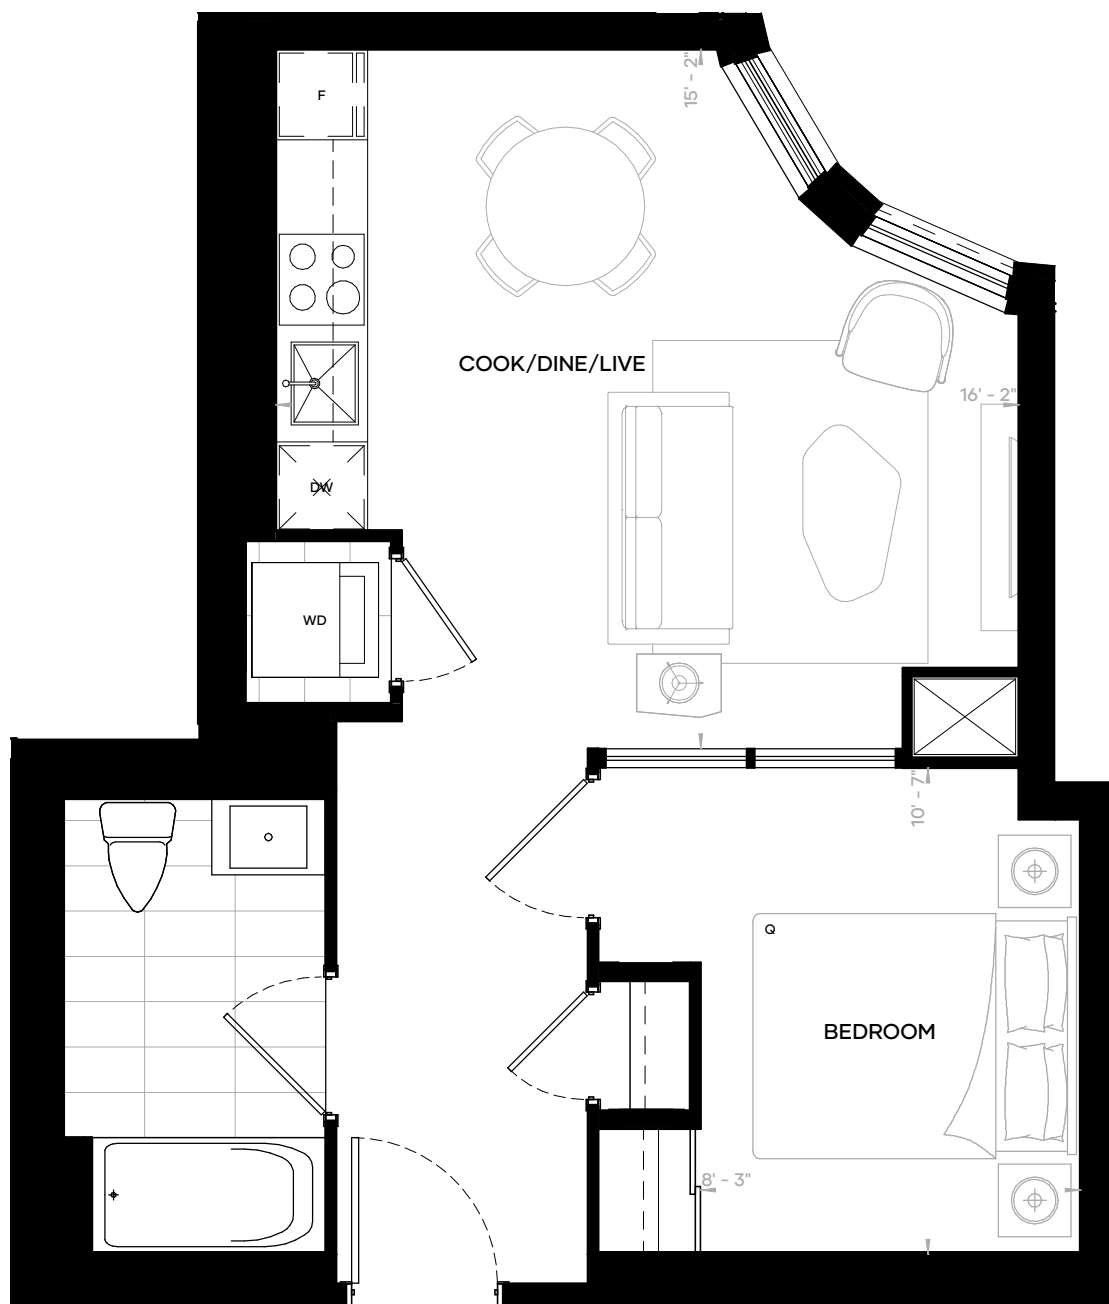 15' - 2"
F
COOK/DINE/LIVE
16' - 2"
DW
WD
10' - 7"
Q
BEDROOM
8' - 3"